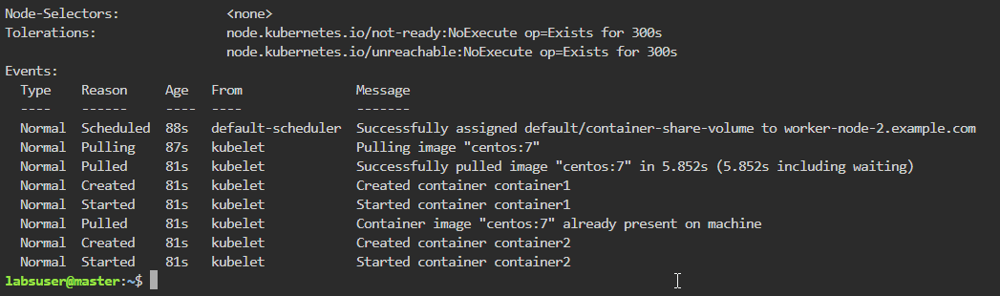 Node-Selectors:              <none>
Tolerations:                 node.kubernetes.io/not-ready:NoExecute op=Exists for 300s
                             node.kubernetes.io/unreachable:NoExecute op=Exists for 300s
Events:
  Type    Reason     Age   From               Message
  ----    ------     ----  ----               -------
  Normal  Scheduled  88s   default-scheduler  Successfully assigned default/container-share-volume to worker-node-2.example.com
  Normal  Pulling    87s   kubelet            Pulling image "centos:7"
  Normal  Pulled     81s   kubelet            Successfully pulled image "centos:7" in 5.852s (5.852s including waiting)
  Normal  Created    81s   kubelet            Created container container1
  Normal  Started    81s   kubelet            Started container container1
  Normal  Pulled     81s   kubelet            Container image "centos:7" already present on machine
  Normal  Created    81s   kubelet            Created container container2
  Normal  Started    81s   kubelet            Started container container2
labsuser@master:~$